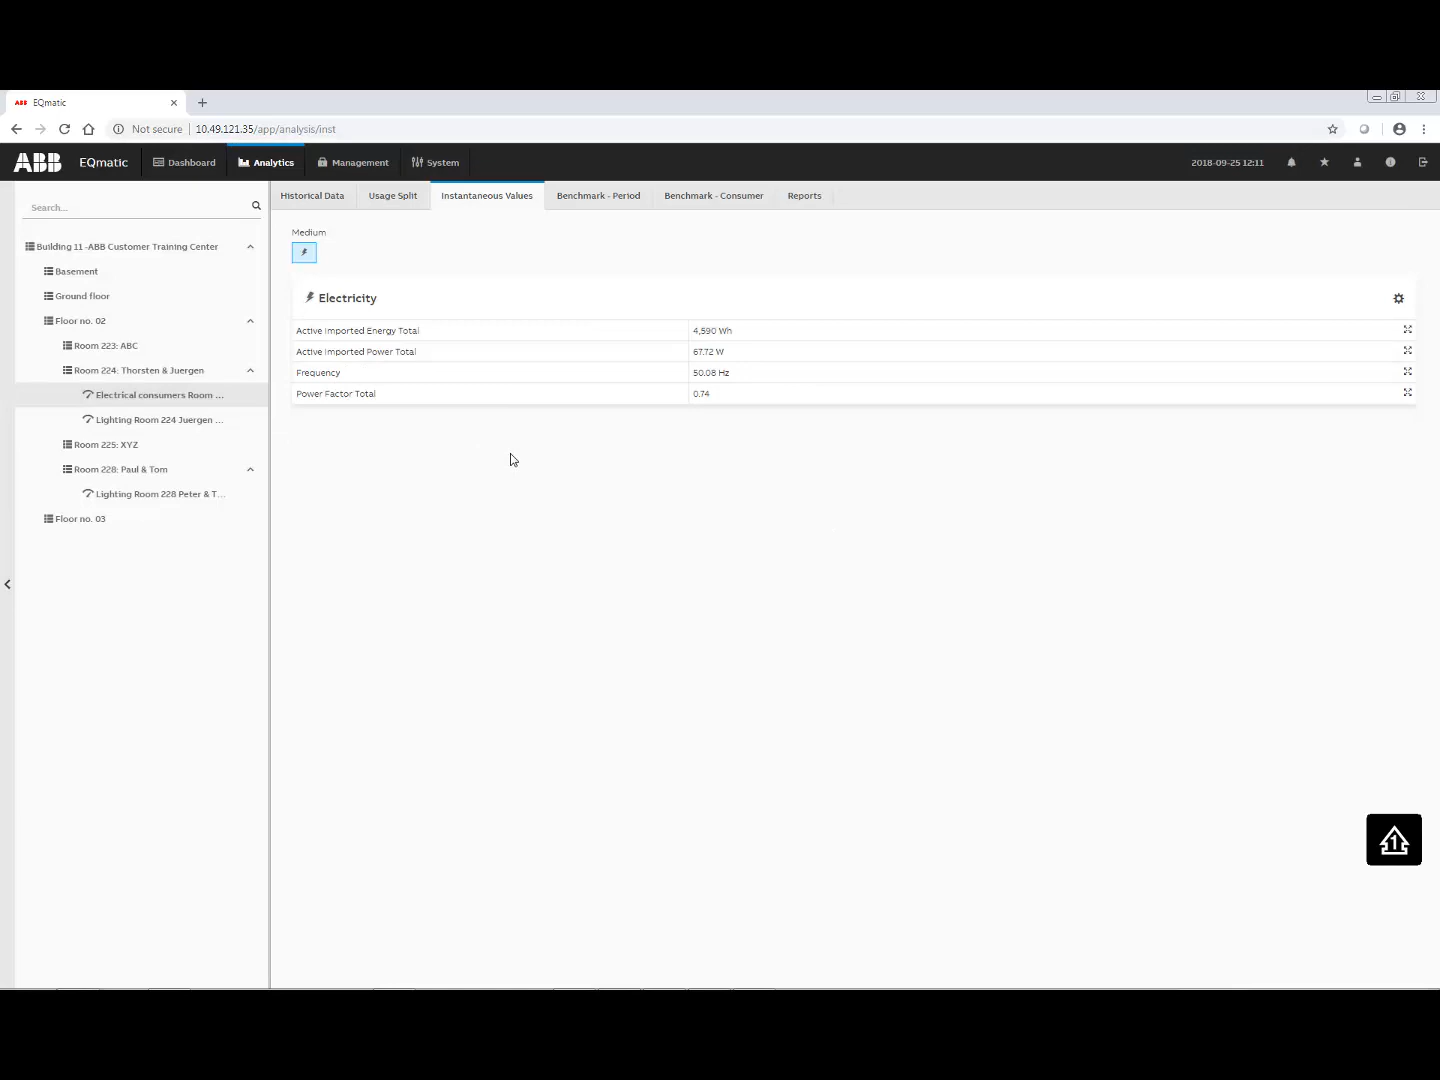 ABB EQmatic
Not secure 10.49.121.35/app/analysis/inst
ABB EQmatic Dashboard Analytics Management System 2018-09-25 12:11
Historical Data Usage Split Instantaneous Values Benchmark - Period Benchmark - Consumer Reports
Search...
Medium
Building 11 -ABB Customer Training Center
Basement
Ground floor
Floor no. 02
Room 223: ABC
Room 224: Thorsten & Juergen
Electrical consumers Room ...
Lighting Room 224 Juergen ...
Room 225: XYZ
Room 228: Paul & Tom
Lighting Room 228 Peter & T...
Floor no. 03
Electricity
Active Imported Energy Total 4,590 Wh
Active Imported Power Total 67.72 W
Frequency 50.08 Hz
Power Factor Total 0.74
1